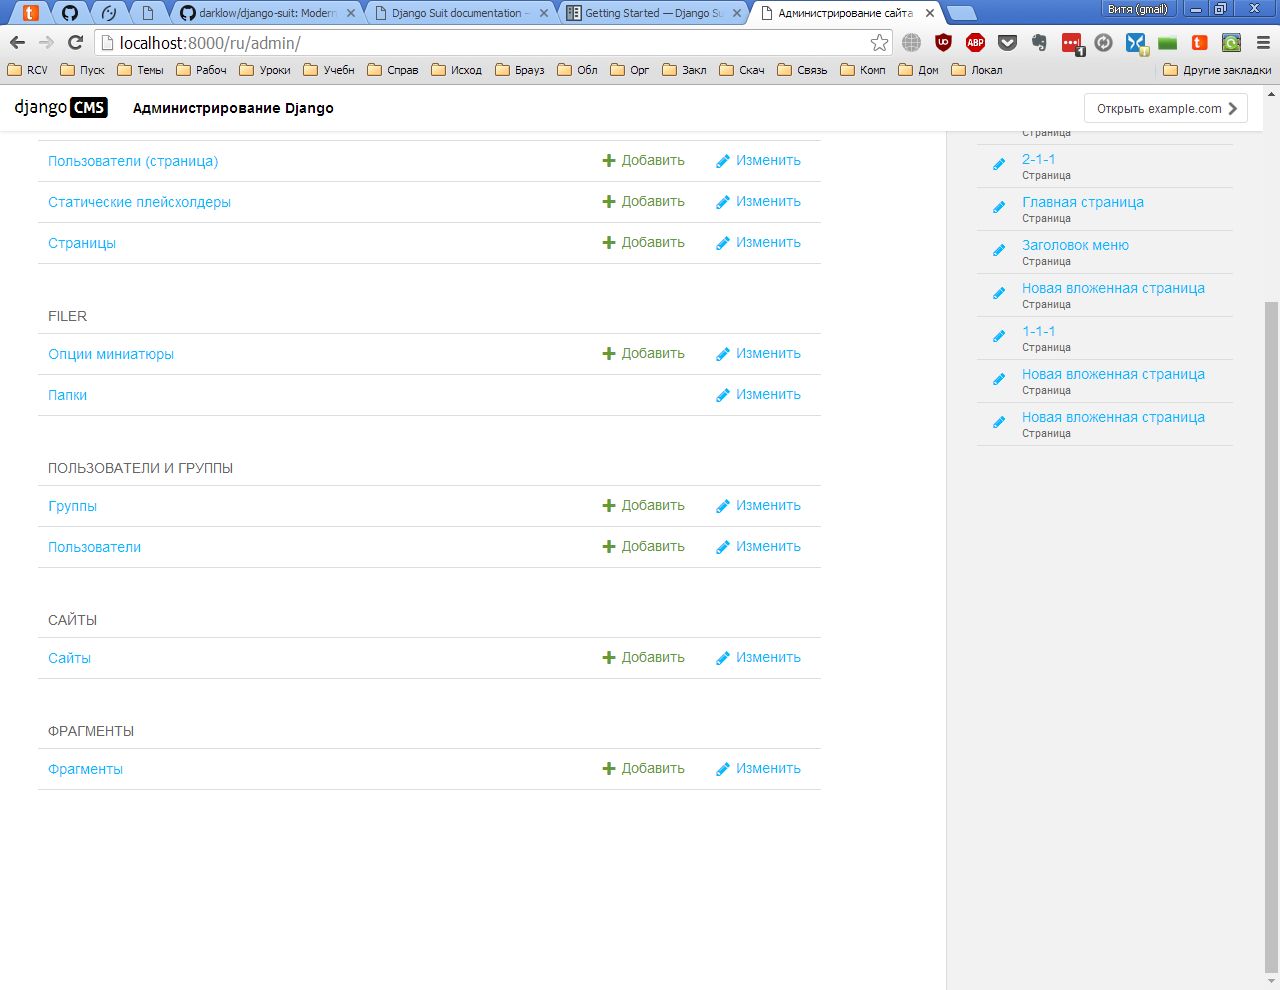 darklow/django-suit: Modern
Django Suit documentation –
Getting Started — Django Su
Администрирование сайта
Витя (gmail)
localhost:8000/ru/admin/
RCV
Пуск
Темы
Рабоч
Уроки
Учебн
Справ
Исход
Брауз
Обл
Орг
Закл
Скач
Связь
Комп
Дом
Локал
Другие закладки
django CMS
Администрирование Django
Открыть example.com
Пользователи (страница) Добавить Изменить
Статические плейсхолдеры Добавить Изменить
Страницы Добавить Изменить
FILER
Опции миниатюры Добавить Изменить
Папки Изменить
ПОЛЬЗОВАТЕЛИ И ГРУППЫ
Группы Добавить Изменить
Пользователи Добавить Изменить
САЙТЫ
Сайты Добавить Изменить
ФРАГМЕНТЫ
Фрагменты Добавить Изменить
Страница
2-1-1
Страница
Главная страница
Страница
Заголовок меню
Страница
Новая вложенная страница
Страница
1-1-1
Страница
Новая вложенная страница
Страница
Новая вложенная страница
Страница